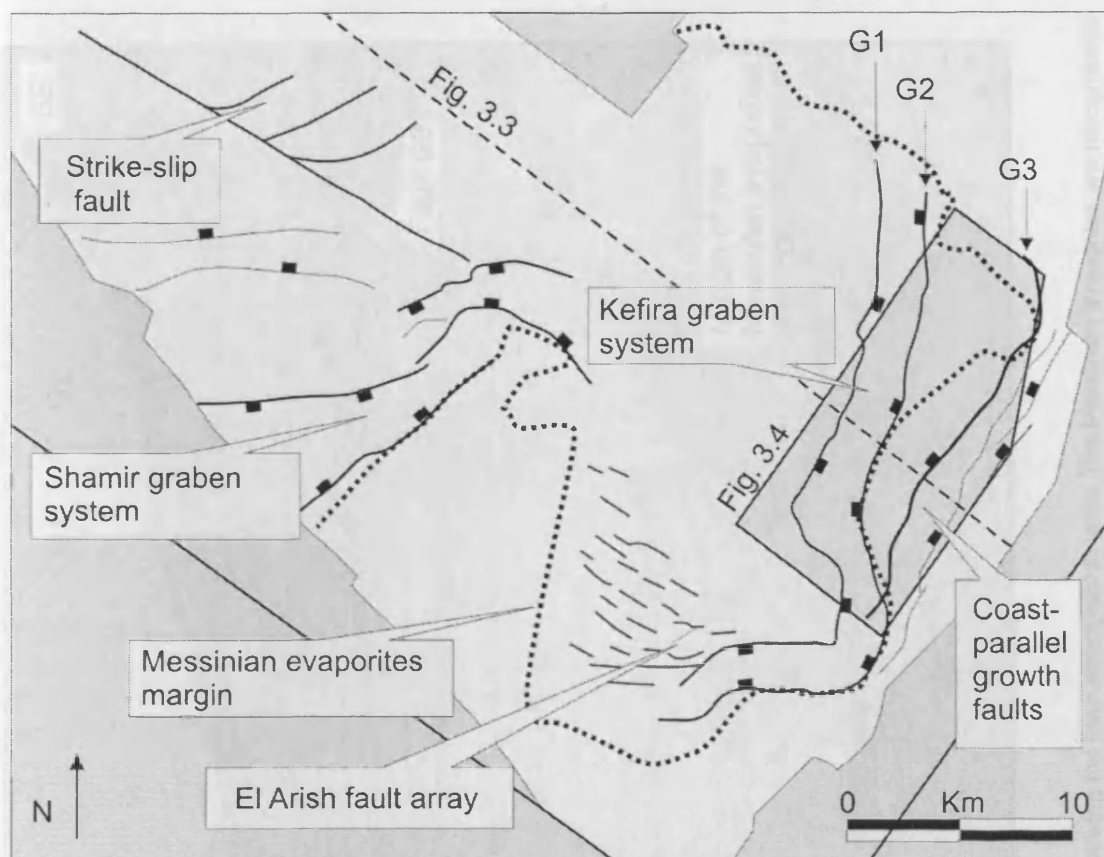 G1
G2
G3
Fig. 3.3
Strike-slip
fault
Kefira graben
system
Fig. 3.4
Shamir graben
system
Messinian evaporites
margin
Coast-
parallel
growth
faults
El Arish fault array
N
0 Km 10